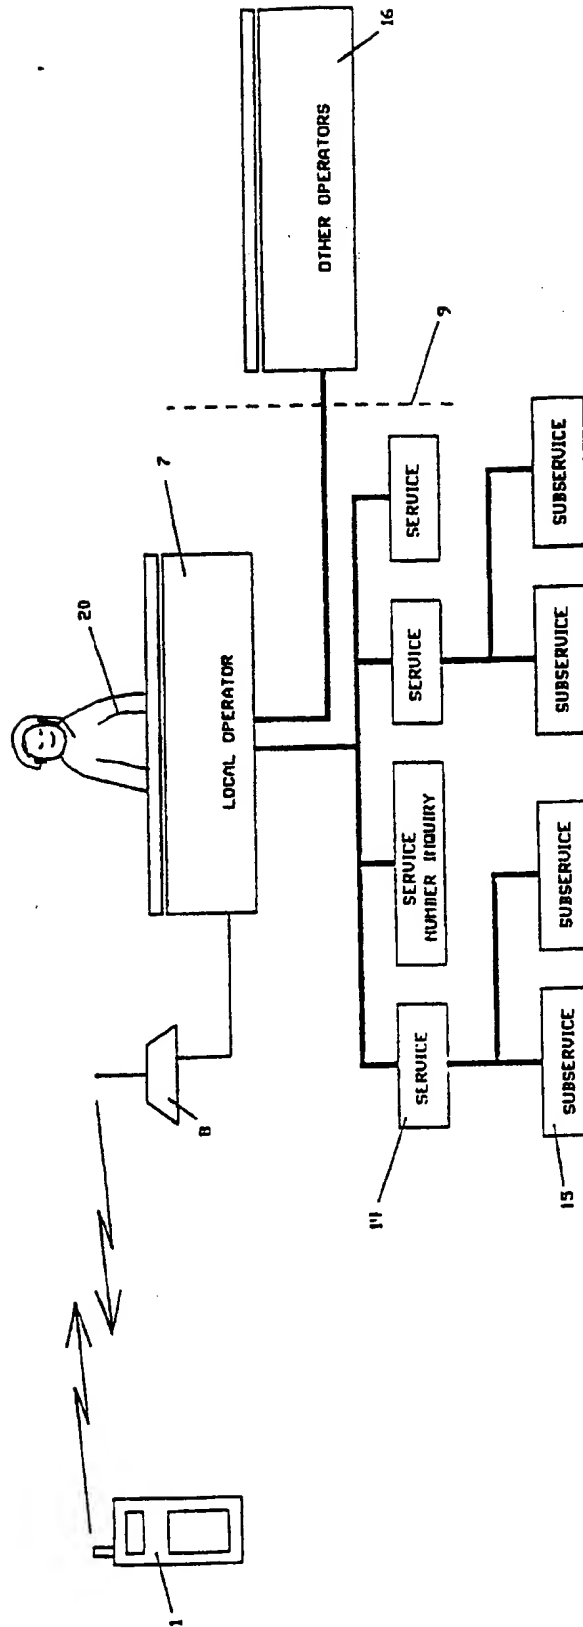 20
7
1
8
LOCAL OPERATOR
OTHER OPERATORS
16
14
9
SERVICE
SERVICE
NUMBER INQUIRY
SERVICE
SERVICE
15
SUBSERVICE
SUBSERVICE
SUBSERVICE
SUBSERVICE